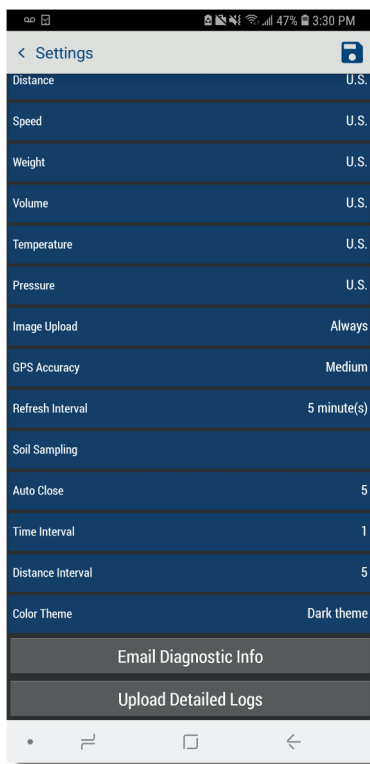 47% 3:30 PM
Settings
Distance U.S.
Speed U.S.
Weight U.S.
Volume U.S.
Temperature U.S.
Pressure U.S.
Image Upload Always
GPS Accuracy Medium
Refresh Interval 5 minute(s)
Soil Sampling
Auto Close 5
Time Interval 1
Distance Interval 5
Color Theme Dark theme
Email Diagnostic Info
Upload Detailed Logs